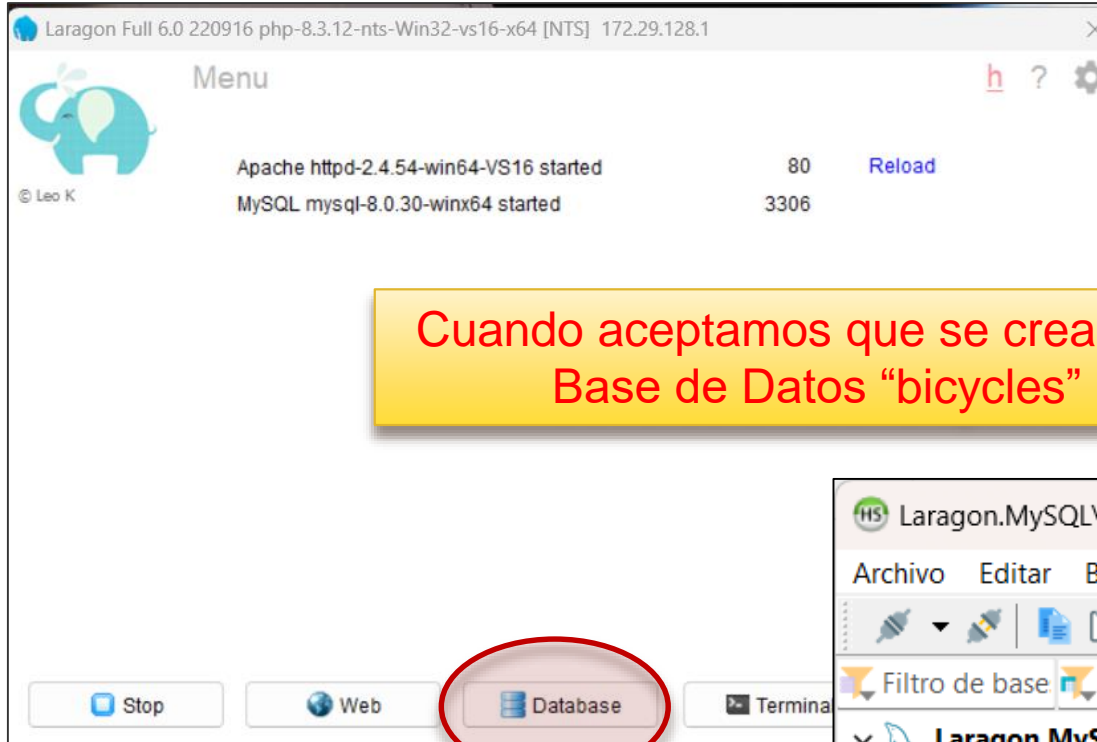 Laragon Full 6.0 220916 php-8.3.12-nts-Win32-vs16-x64 [NTS] 172.29.128.1
Menu
h ?
© Leo K
Apache httpd-2.4.54-win64-VS16 started 80 Reload
MySQL mysql-8.0.30-winx64 started 3306
Cuando aceptamos que se crea
Base de Datos “bicycles”
Laragon.MySQL\
Archivo Editar B
Filtro de base
Stop Web Database Termina
Laragon.MyS